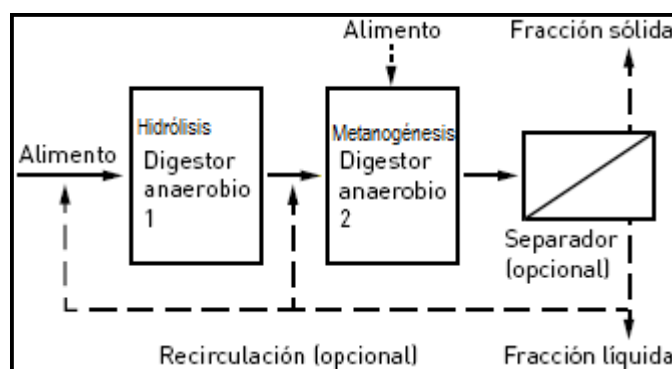 Alimento
Fracción sólida
Hidrólisis
Metanogénesis
Alimento
Digestor
anaerobio
1
Digestor
anaerobio
2
Separador
(opcional)
Recirculación (opcional)
Fracción líquida